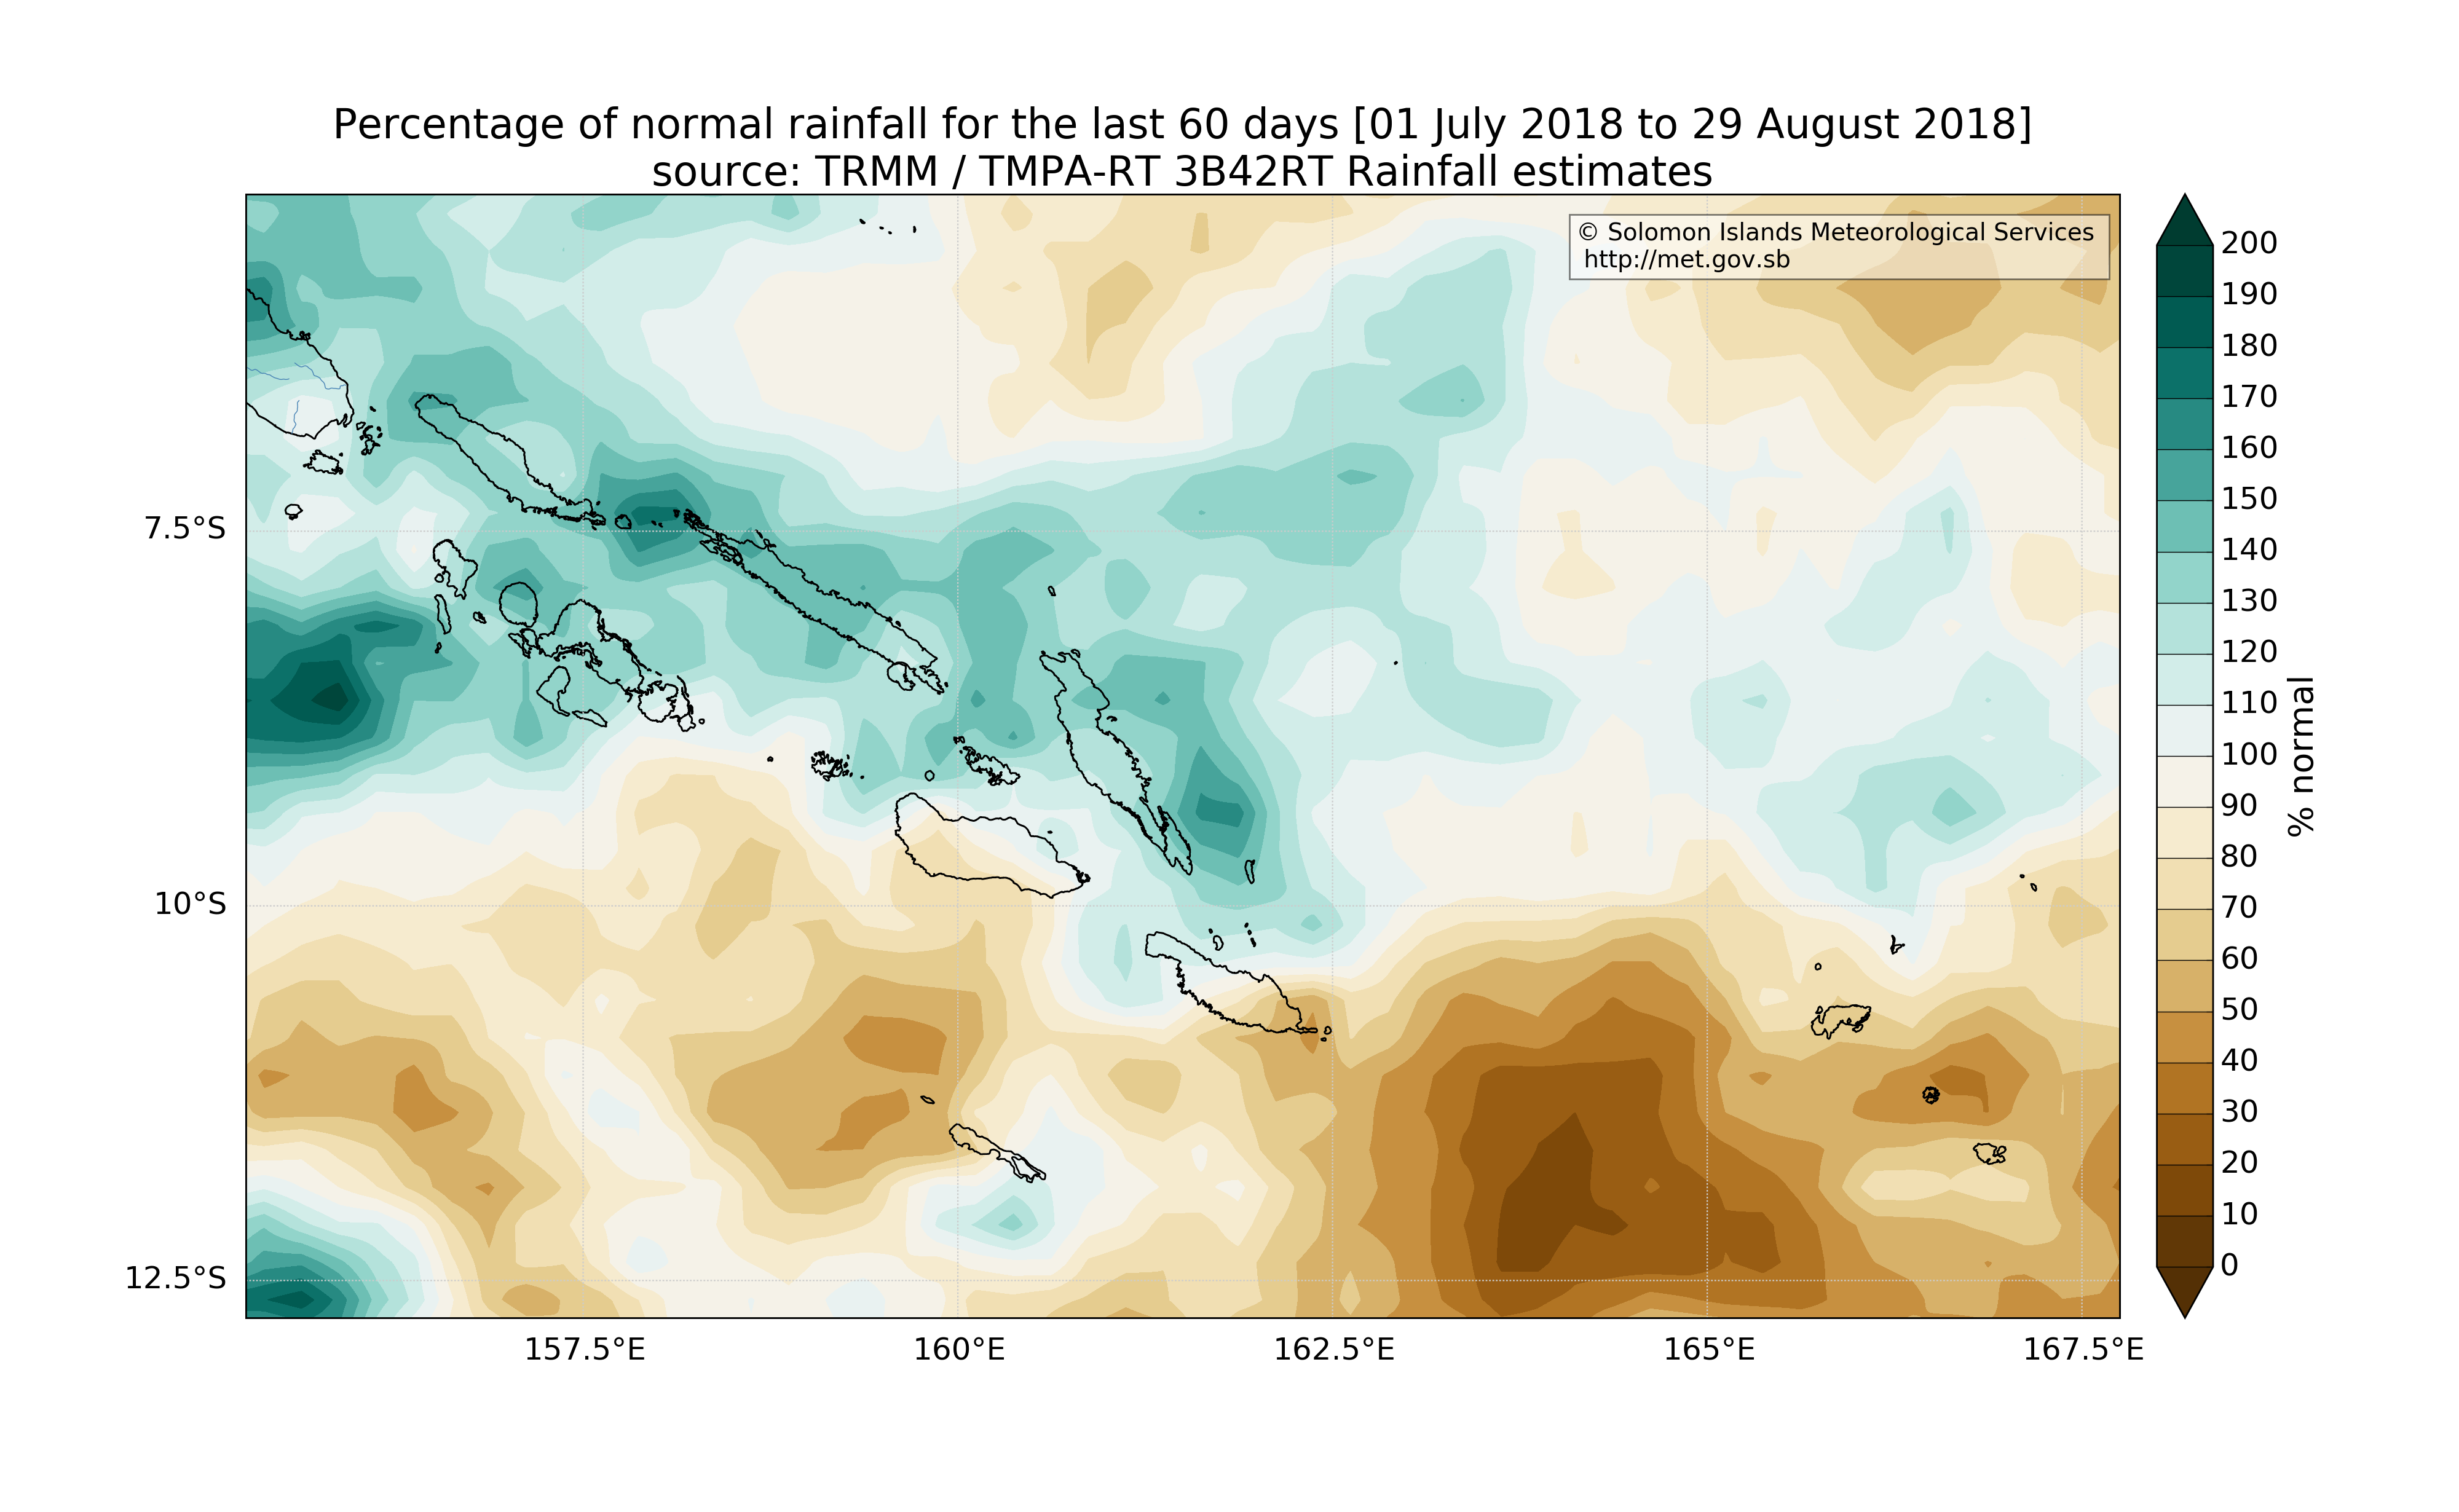 Percentage of normal rainfall for the last 60 days [01 July 2018 to 29 August 2018]
source: TRMM / TMPA-RT 3B42RT Rainfall estimates
© Solomon Islands Meteorological Services
http://met.gov.sb
7.5°S
10°S
12.5°S
157.5°E
160°E
162.5°E
165°E
167.5°E
200
190
180
170
160
150
140
130
120
110
100
90
80
70
60
50
40
30
20
10
0
% normal